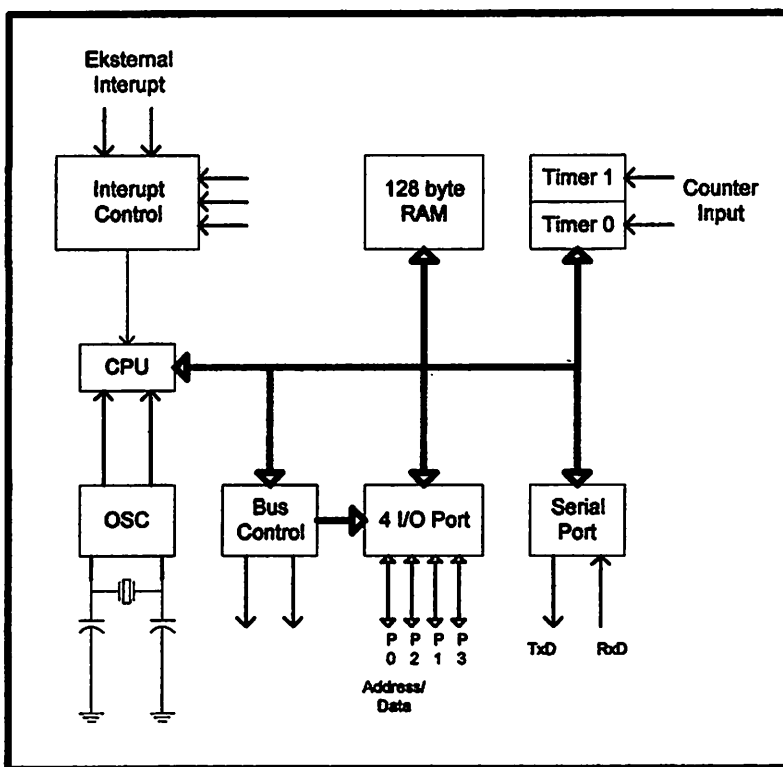 Eksternal
Interupt
Interupt
Control
128 byte
RAM
Timer 1
Timer 0
Counter
Input
CPU
OSC
Bus
Control
4 I/O Port
Serial
Port
P P P P
0 2 1 3
TxD RxD
Address/
Data